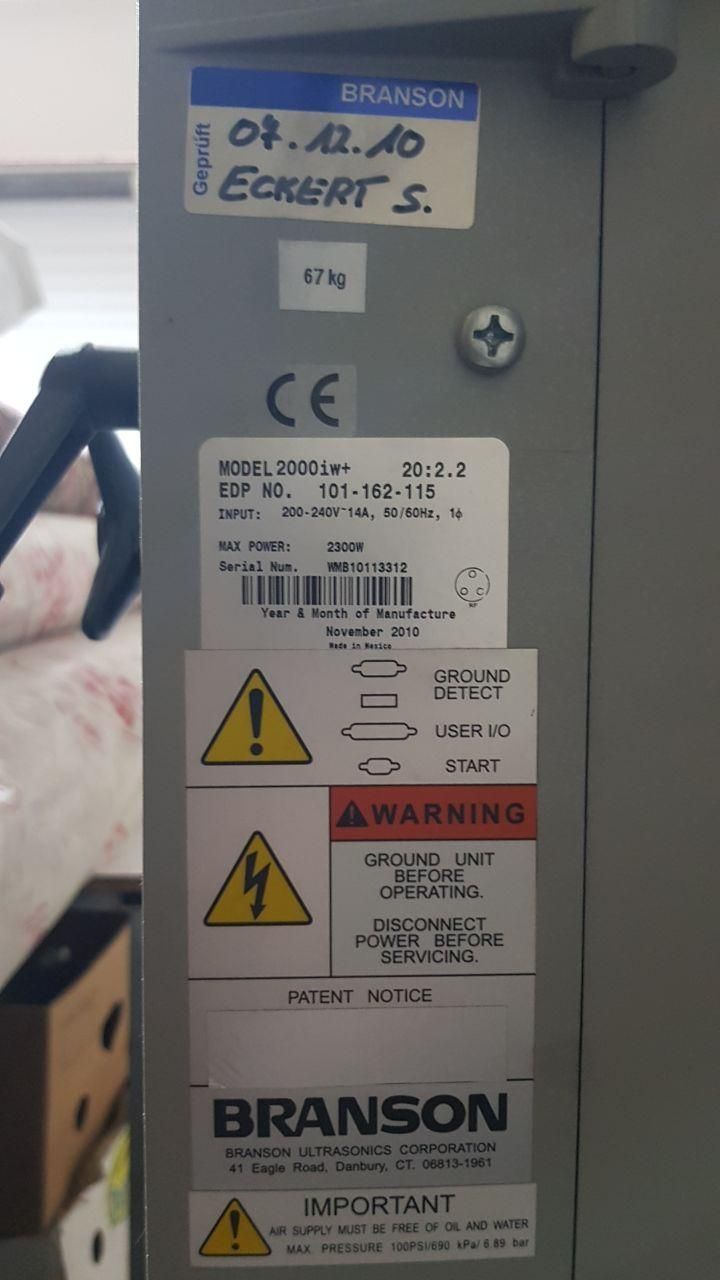 BRANSON
Geprüft
07.12.10
ECKERT S.
67 kg
CE
MODEL 2000iw+ 20:2.2
EDP NO. 101-162-115
INPUT: 200-240V~14A, 50/60Hz, 1ϕ
MAX POWER: 2300W
Serial Num. WMB10113312
Year & Month of Manufacture
November 2010
Made in Mexico
GROUND
DETECT
USER I/O
START
WARNING
GROUND UNIT
BEFORE
OPERATING.
DISCONNECT
POWER BEFORE
SERVICING.
PATENT NOTICE
BRANSON
BRANSON ULTRASONICS CORPORATION
41 Eagle Road, Danbury, CT. 06813-1961
IMPORTANT
AIR SUPPLY MUST BE FREE OF OIL AND WATER
MAX. PRESSURE 100PSI/690 kPa/ 6.89 bar